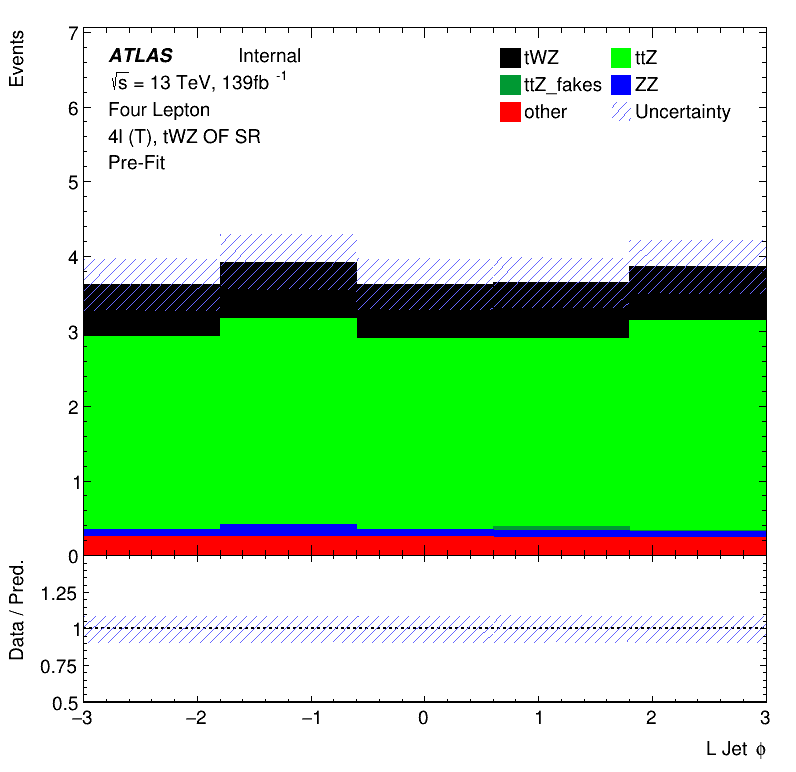 Events
7
6
5
4
3
2
1
0
ATLAS Internal
√s = 13 TeV, 139fb -1
Four Lepton
4l (T), tWZ OF SR
Pre-Fit
tWZ ttZ
ttZ_fakes ZZ
other Uncertainty
Data / Pred.
1.25
1
0.75
0.5
−3 −2 −1 0 1 2 3
L Jet ϕ